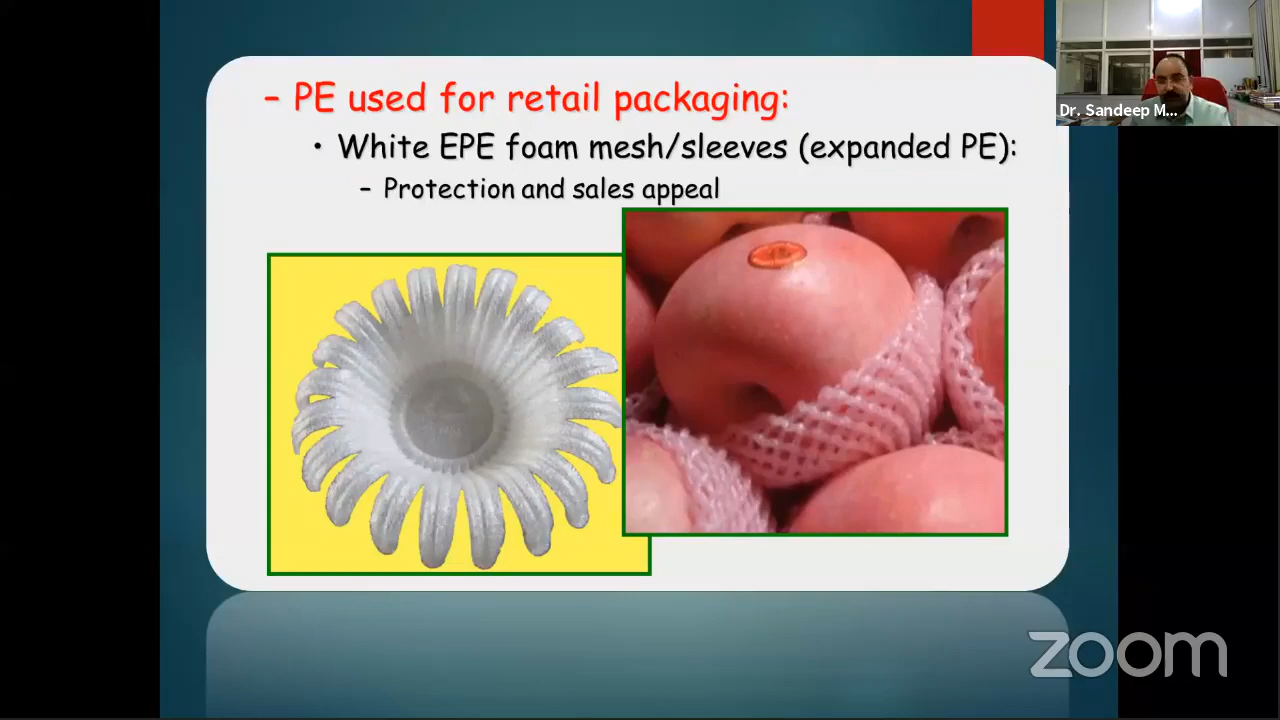 – PE used for retail packaging:
• White EPE foam mesh/sleeves (expanded PE):
– Protection and sales appeal
Dr. Sandeep M...
zoom